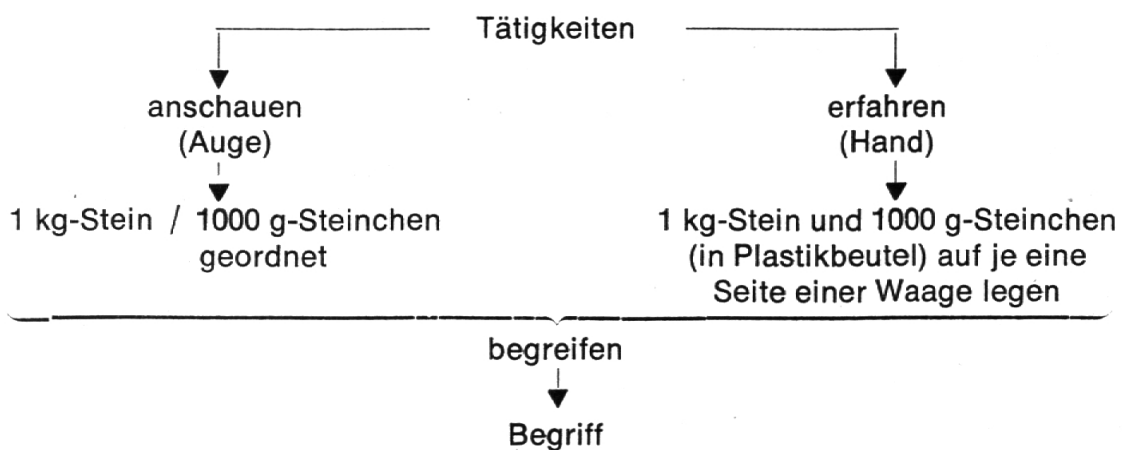 Tätigkeiten
anschauen
(Auge)
erfahren
(Hand)
1 kg-Stein / 1000 g-Steinchen
geordnet
1 kg-Stein und 1000 g-Steinchen
(in Plastikbeutel) auf je eine
Seite einer Waage legen
begreifen
Begriff